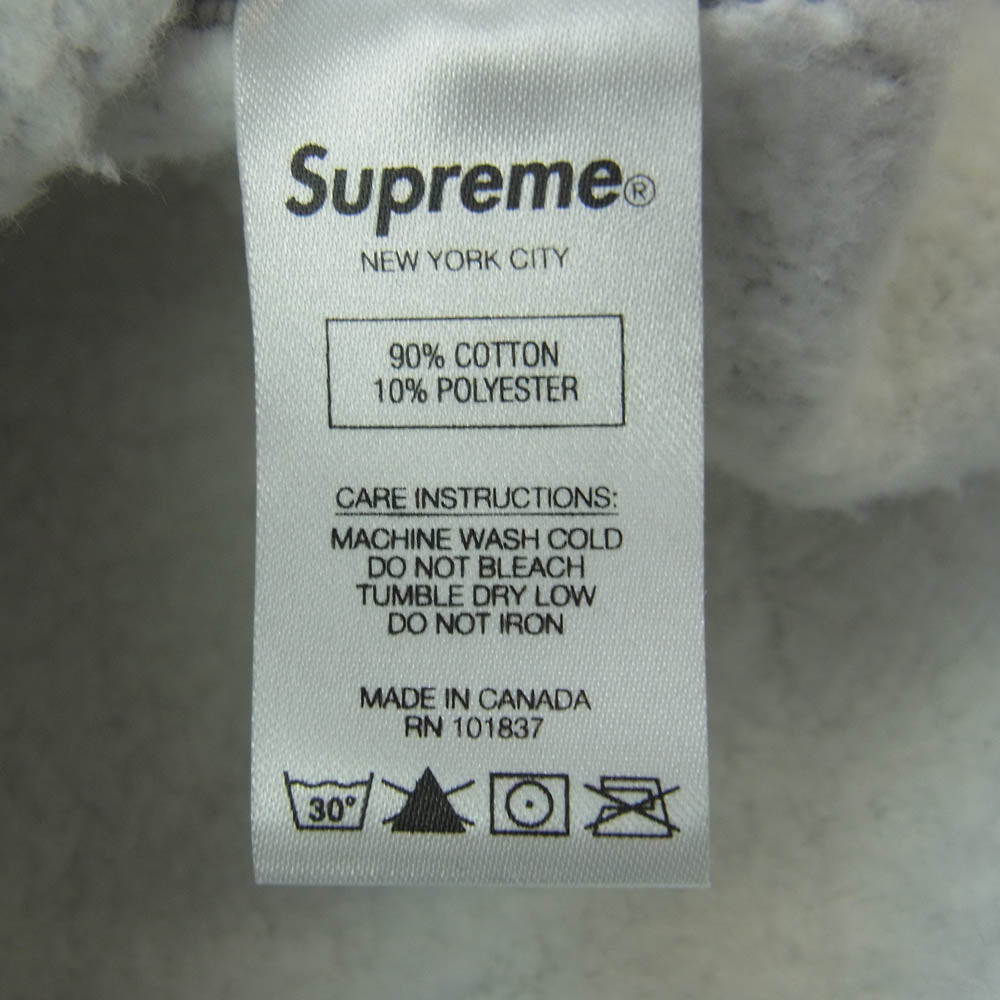 Supreme®
NEW YORK CITY
90% COTTON
10% POLYESTER
CARE INSTRUCTIONS:
MACHINE WASH COLD
DO NOT BLEACH
TUMBLE DRY LOW
DO NOT IRON
MADE IN CANADA
RN 101837
30°